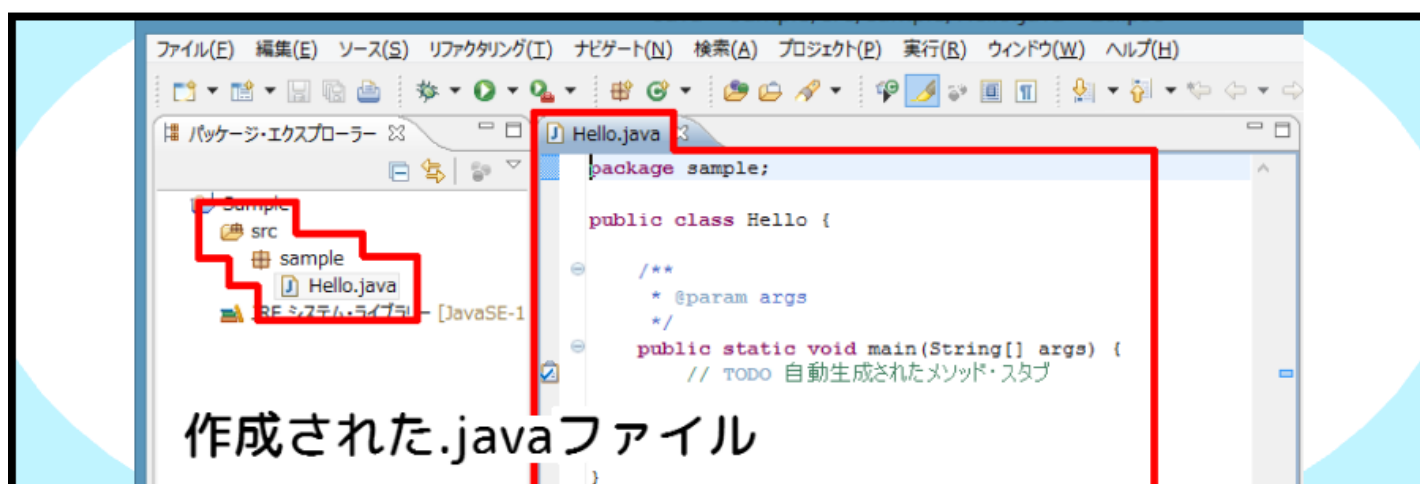 ファイル(F) 編集(E) ソース(S) リファクタリング(T) ナビゲート(N) 検索(A) プロジェクト(P) 実行(R) ウィンドウ(W) ヘルプ(H)
パッケージ・エクスプローラー
Hello.java
Sample
src
sample
Hello.java
JRE システム・ライブラリー [JavaSE-1
package sample;
public class Hello {
/**
* @param args
*/
public static void main(String[] args) {
// TODO 自動生成されたメソッド・スタブ
作成された.javaファイル
}